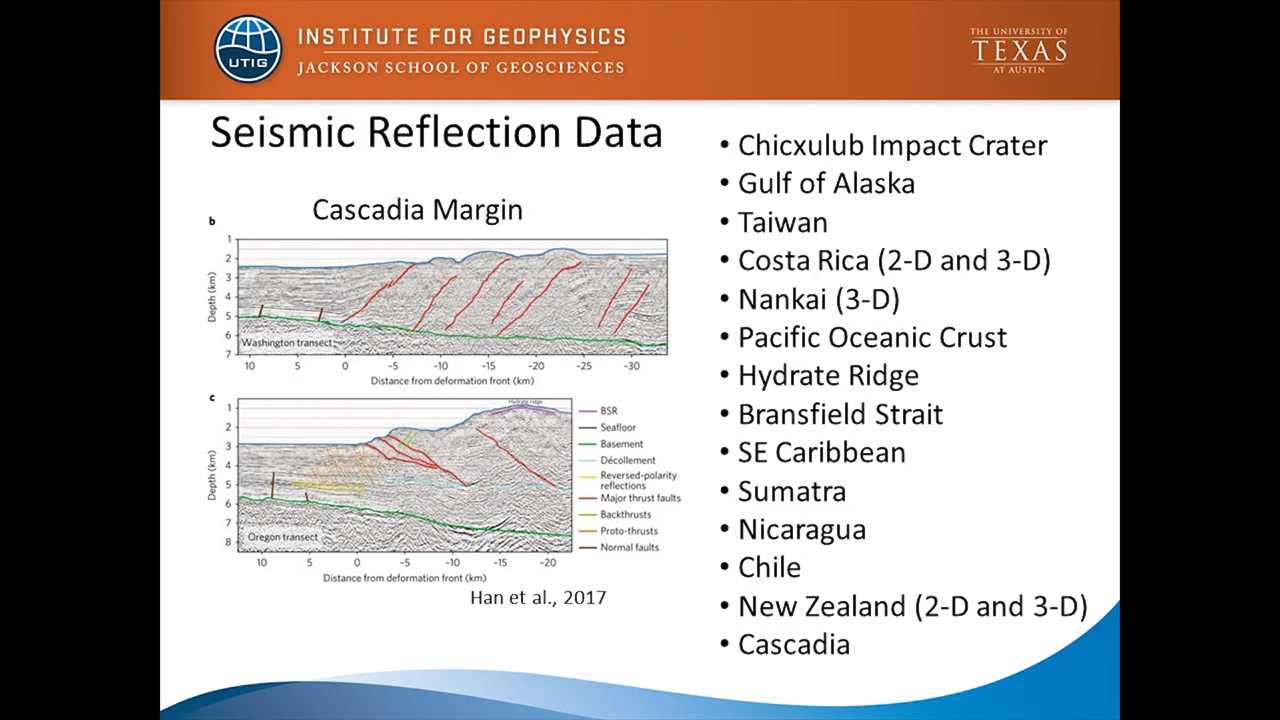 UTIG
INSTITUTE FOR GEOPHYSICS
JACKSON SCHOOL OF GEOSCIENCES
THE UNIVERSITY OF
TEXAS
AT AUSTIN
Seismic Reflection Data
Cascadia Margin
b
1
2
3
4
5
6
7
Depth (km)
Washington transect
10 5 0 -5 -10 -15 -20 -25 -30
Distance from deformation front (km)
c
1
2
3
4
5
6
7
8
Depth (km)
Hydrate ridge
Oregon transect
10 5 0 -5 -10 -15 -20
Distance from deformation front (km)
BSR
Seafloor
Basement
Décollement
Reversed-polarity
reflections
Major thrust faults
Backthrusts
Proto-thrusts
Normal faults
Han et al., 2017
• Chicxulub Impact Crater
• Gulf of Alaska
• Taiwan
• Costa Rica (2-D and 3-D)
• Nankai (3-D)
• Pacific Oceanic Crust
• Hydrate Ridge
• Bransfield Strait
• SE Caribbean
• Sumatra
• Nicaragua
• Chile
• New Zealand (2-D and 3-D)
• Cascadia